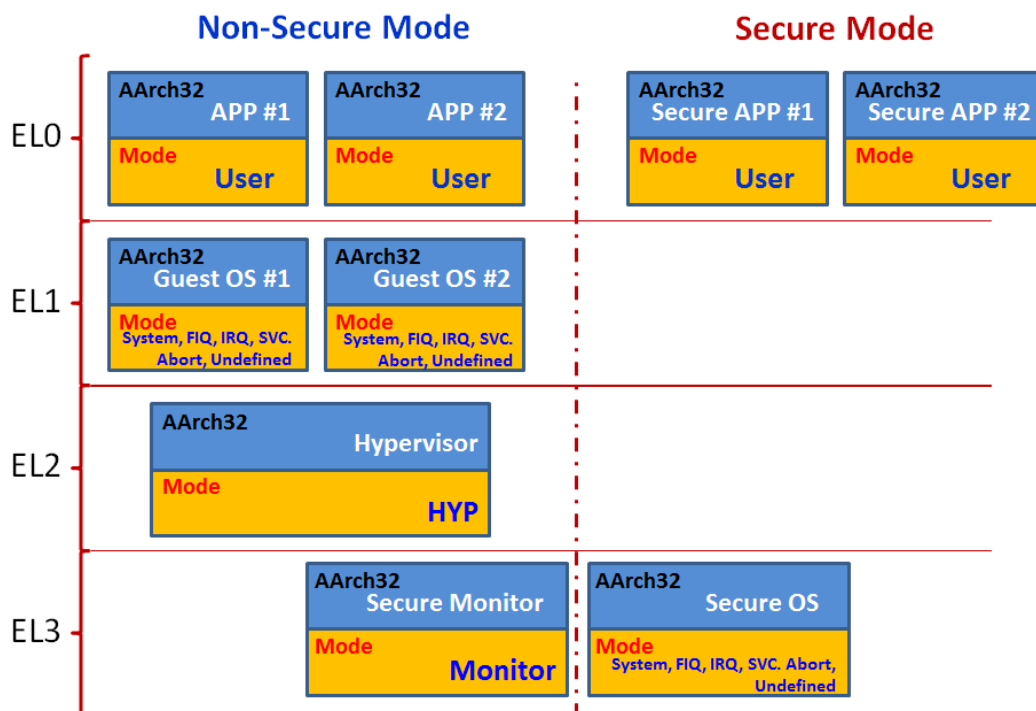 Non-Secure Mode
Secure Mode
EL0
AArch32
APP #1
Mode
User
AArch32
APP #2
Mode
User
AArch32
Secure APP #1
Mode
User
AArch32
Secure APP #2
Mode
User
EL1
AArch32
Guest OS #1
Mode
System, FIQ, IRQ, SVC.
Abort, Undefined
AArch32
Guest OS #2
Mode
System, FIQ, IRQ, SVC.
Abort, Undefined
EL2
AArch32
Hypervisor
Mode
HYP
EL3
AArch32
Secure Monitor
Mode
Monitor
AArch32
Secure OS
Mode
System, FIQ, IRQ, SVC. Abort,
Undefined